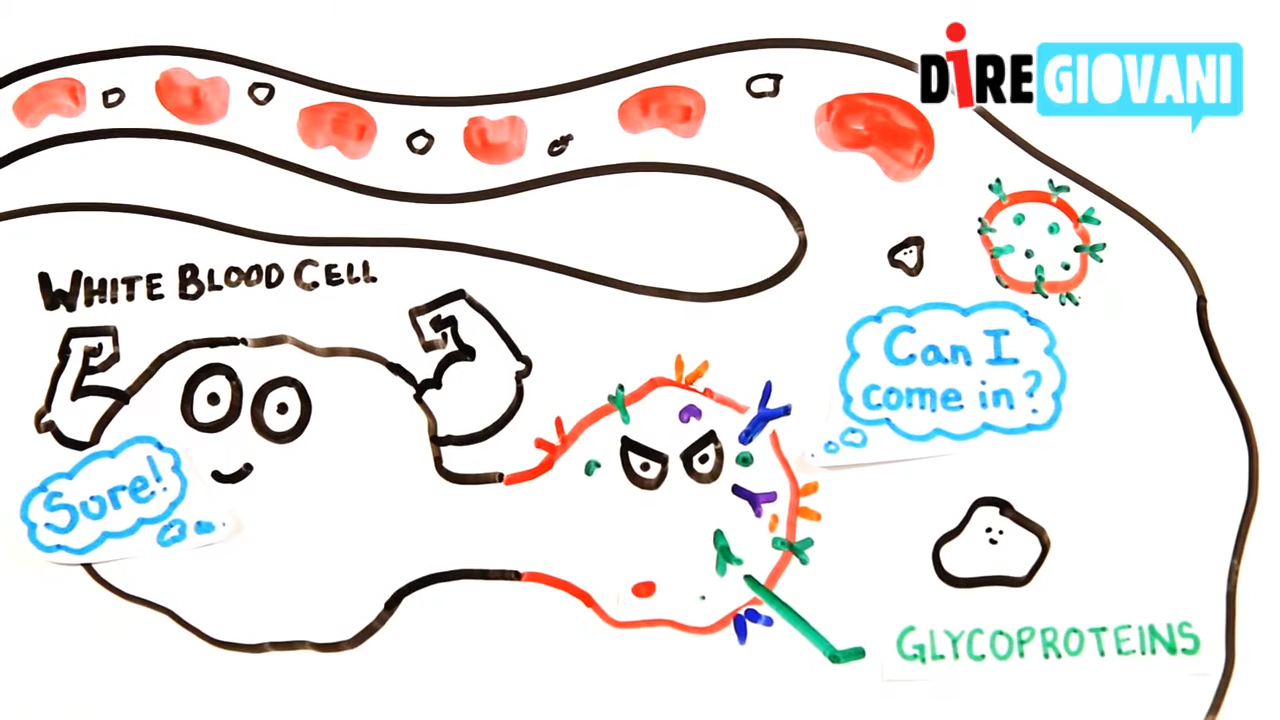 DiRE GIOVANI
WHITE BLOOD CELL
Can I
come in?
Sure!
GLYCOPROTEINS